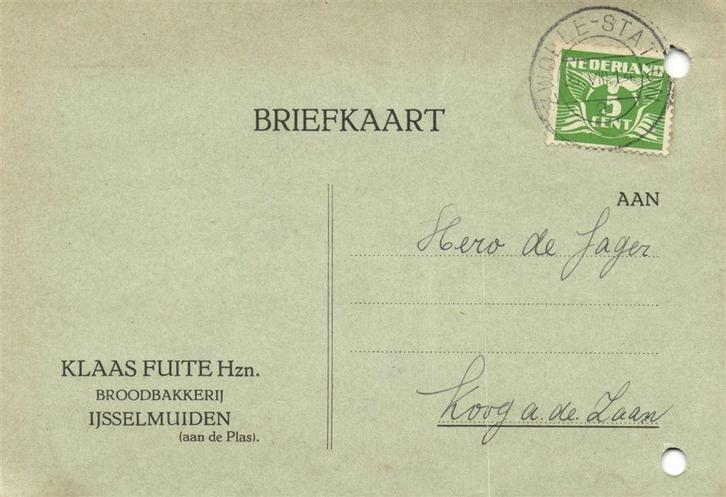 ZWOLLE-STATION
NEDERLAND
5
CENT
BRIEFKAART
AAN
Hero de Jager
KLAAS FUITE Hzn.
BROODBAKKERIJ
IJSSELMUIDEN
(aan de Plas).
Koog a.de.Zaan